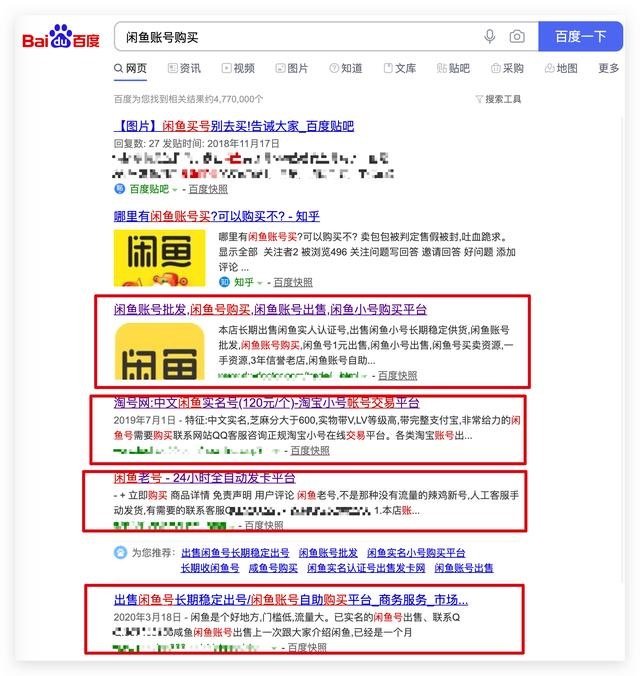 Bai du 百度
闲鱼账号购买
百度一下
网页 资讯 视频 图片 知道 文库 贴吧 采购 地图 更多
百度为您找到相关结果约4,770,000个
搜索工具
【图片】闲鱼买号别去买!告诫大家_百度贴吧
回复数: 27 发贴时间: 2018年11月17日
百度贴吧 - 百度快照
哪里有闲鱼账号买?可以购买不? - 知乎
闲鱼
哪里有闲鱼账号买?可以购买不? 卖包包被判定售假被封,吐血跪求。
显示全部 关注者2 被浏览496 关注问题写回答 邀请回答 好问题 添加
评论 ...
知乎 - 百度快照
闲鱼账号批发,闲鱼号购买,闲鱼账号出售,闲鱼小号购买平台
闲鱼
本店长期出售闲鱼实人认证号,出售闲鱼小号长期稳定供货,闲鱼账号
批发,闲鱼账号购买,闲鱼号1元出售,闲鱼小号出售,闲鱼号买卖资源,一
手资源,3年信誉老店,闲鱼账号自助...
- 百度快照
淘号网:中文闲鱼实名号(120元/个)-淘宝小号帐号交易平台
2019年7月1日 - 特征:中文实名,芝麻分大于600,实物带V,LV等级高,带完整支付宝,非常给力的闲
鱼号需要购买联系网站QQ客服咨询正规淘宝小号在线交易平台。各类淘宝账号出...
- 百度快照
闲鱼老号 - 24小时全自动发卡平台
- + 立即购买 商品详情 免责声明 用户评论 闲鱼老号,不是那种没有流量的辣鸡新号,人工客服手
动发货,有需要的联系客服Q 1.本店账...
- 百度快照
为您推荐: 出售闲鱼号长期稳定出号 闲鱼账号批发 闲鱼实名小号购买平台
长期收闲鱼号 咸鱼号购买 闲鱼实名认证号出售发卡网 闲鱼账号出售
出售闲鱼号长期稳定出号/闲鱼账号自助购买平台_商务服务_市场...
2020年3月18日 - 闲鱼是个好地方,门槛低,流量大。已实名的闲鱼号出售、联系Q
咸鱼闲鱼账号出售上一次跟大家介绍闲鱼,已经是一个月
- 百度快照